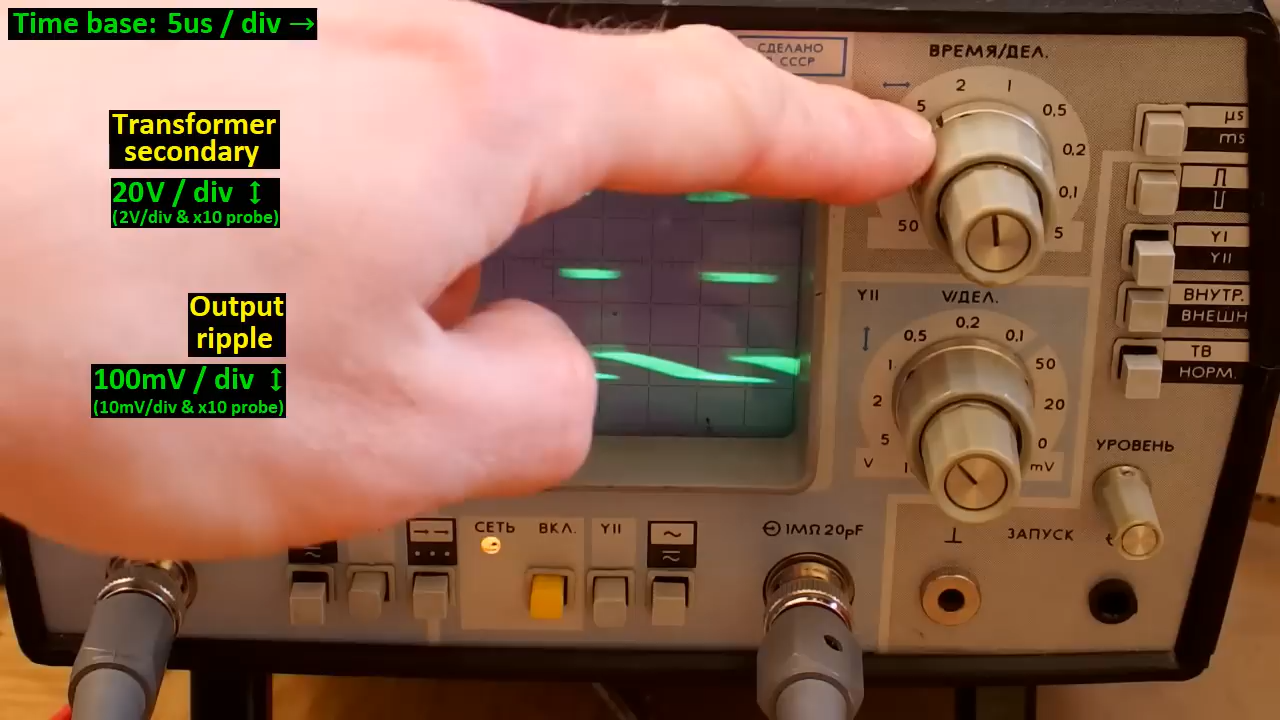 Time base: 5us / div →
Transformer
secondary
20V / div ↕
(2V/div & x10 probe)
Output
ripple
100mV / div ↕
(10mV/div & x10 probe)
СДЕЛАНО
СССР
ВРЕМЯ/ДЕЛ.
5 2 1 0,5 0,2 0,1 5
50
µs
ms
YI
YII
ВНУТР.
ВНЕШН
ТВ
НОРМ.
YII V/ДЕЛ.
0,5 0,2 0,1
1 50
2 20
5
V mV
УРОВЕНЬ
СЕТЬ ВКЛ. YII
1MΩ 20pF
⊥ ЗАПУСК